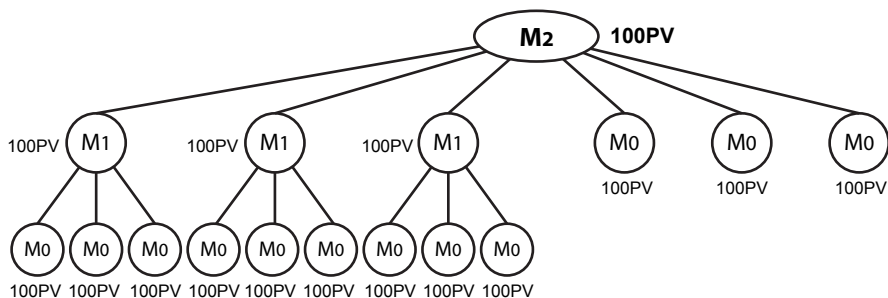 M2 100PV
100PV M1 100PV M1 100PV M1 M0 M0 M0
100PV 100PV 100PV
M0 M0 M0 M0 M0 M0 M0 M0 M0
100PV 100PV 100PV 100PV 100PV 100PV 100PV 100PV 100PV